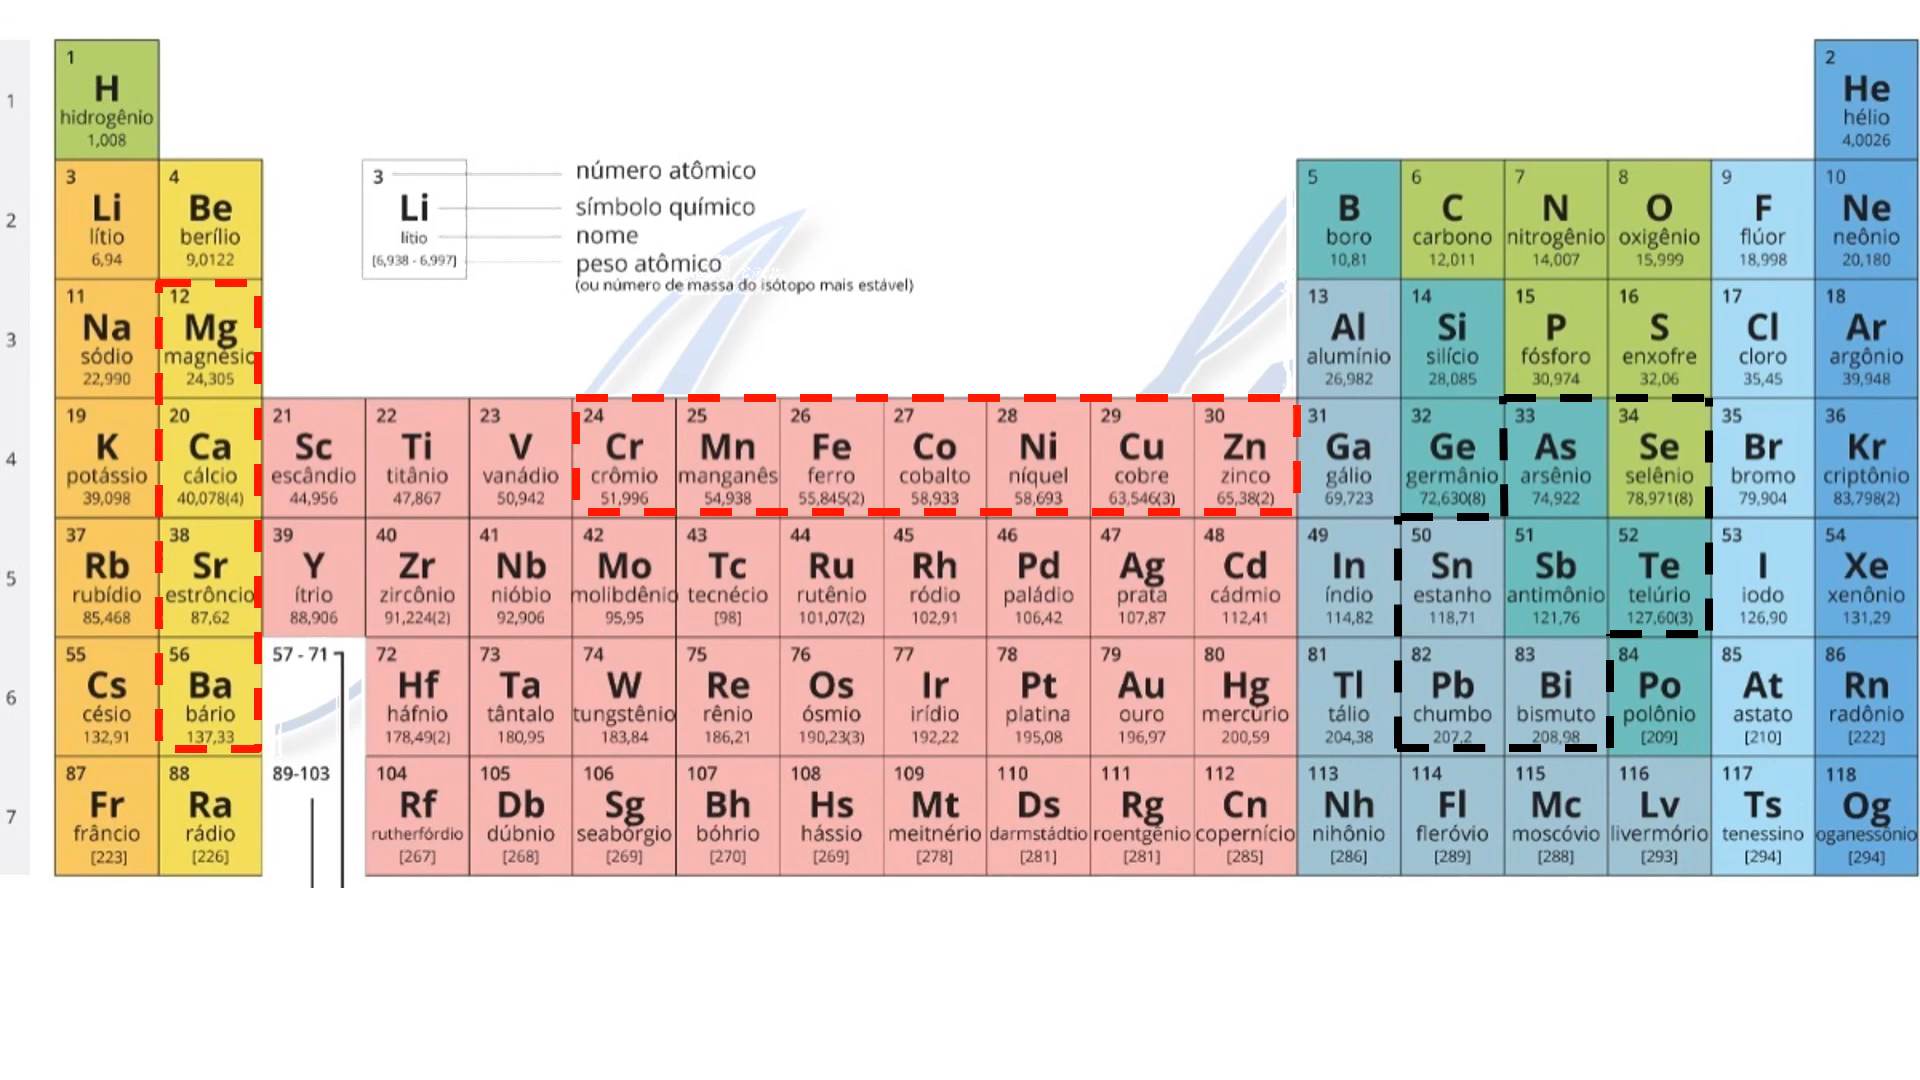 1
H
hidrogênio
1,008
2
He
hélio
4,0026
1
3
Li
lítio
6,94
4
Be
berílio
9,0122
3
Li
lítio
[6,938 - 6,997]
número atômico
símbolo químico
nome
peso atômico
(ou número de massa do isótopo mais estável)
5
B
boro
10,81
6
C
carbono
12,011
7
N
nitrogênio
14,007
8
O
oxigênio
15,999
9
F
flúor
18,998
10
Ne
neônio
20,180
2
11
Na
sódio
22,990
12
Mg
magnésio
24,305
13
Al
alumínio
26,982
14
Si
silício
28,085
15
P
fósforo
30,974
16
S
enxofre
32,06
17
Cl
cloro
35,45
18
Ar
argônio
39,948
3
19
K
potássio
39,098
20
Ca
cálcio
40,078(4)
21
Sc
escândio
44,956
22
Ti
titânio
47,867
23
V
vanádio
50,942
24
Cr
crômio
51,996
25
Mn
manganês
54,938
26
Fe
ferro
55,845(2)
27
Co
cobalto
58,933
28
Ni
níquel
58,693
29
Cu
cobre
63,546(3)
30
Zn
zinco
65,38(2)
31
Ga
gálio
69,723
32
Ge
germânio
72,630(8)
33
As
arsênio
74,922
34
Se
selênio
78,971(8)
35
Br
bromo
79,904
36
Kr
criptônio
83,798(2)
4
37
Rb
rubídio
85,468
38
Sr
estrôncio
87,62
39
Y
ítrio
88,906
40
Zr
zircônio
91,224(2)
41
Nb
nióbio
92,906
42
Mo
molibdênio
95,95
43
Tc
tecnécio
[98]
44
Ru
rutênio
101,07(2)
45
Rh
ródio
102,91
46
Pd
paládio
106,42
47
Ag
prata
107,87
48
Cd
cádmio
112,41
49
In
índio
114,82
50
Sn
estanho
118,71
51
Sb
antimônio
121,76
52
Te
telúrio
127,60(3)
53
I
iodo
126,90
54
Xe
xenônio
131,29
5
55
Cs
césio
132,91
56
Ba
bário
137,33
57 - 71
72
Hf
háfnio
178,49(2)
73
Ta
tântalo
180,95
74
W
tungstênio
183,84
75
Re
rênio
186,21
76
Os
ósmio
190,23(3)
77
Ir
irídio
192,22
78
Pt
platina
195,08
79
Au
ouro
196,97
80
Hg
mercúrio
200,59
81
Tl
tálio
204,38
82
Pb
chumbo
207,2
83
Bi
bismuto
208,98
84
Po
polônio
[209]
85
At
astato
[210]
86
Rn
radônio
[222]
6
87
Fr
frâncio
[223]
88
Ra
rádio
[226]
89-103
104
Rf
rutherfórdio
[267]
105
Db
dúbnio
[268]
106
Sg
seabórgio
[269]
107
Bh
bóhrio
[270]
108
Hs
hássio
[269]
109
Mt
meitnério
[278]
110
Ds
darmstádtio
[281]
111
Rg
roentgênio
[281]
112
Cn
copernício
[285]
113
Nh
nihônio
[286]
114
Fl
fleróvio
[289]
115
Mc
moscóvio
[288]
116
Lv
livermório
[293]
117
Ts
tenessino
[294]
118
Og
oganessônio
[294]
7